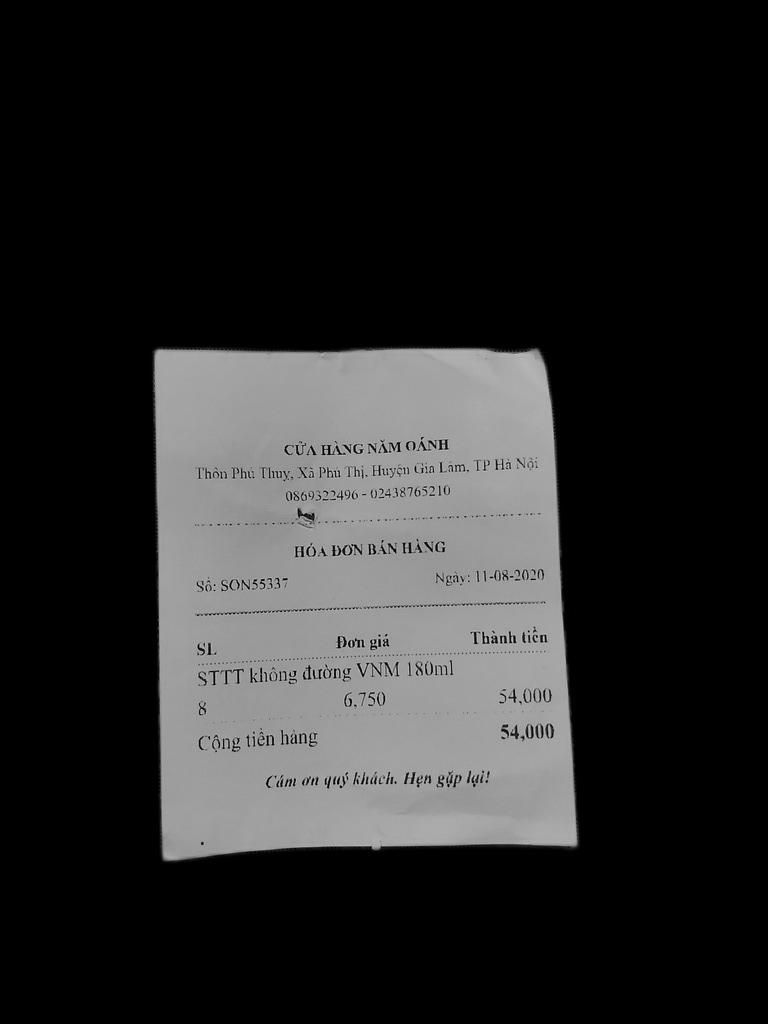 CỬA HÀNG NĂM OÁNH
Thôn Phú Thuỵ, Xã Phú Thị, Huyện Gia Lâm, TP Hà Nội
0869322496 - 02438765210
HÓA ĐƠN BÁN HÀNG
Số: SON55337 Ngày: 11-08-2020
SL Đơn giá Thành tiền
STTT không đường VNM 180ml
8 6,750 54,000
Cộng tiền hàng 54,000
Cám ơn quý khách. Hẹn gặp lại!